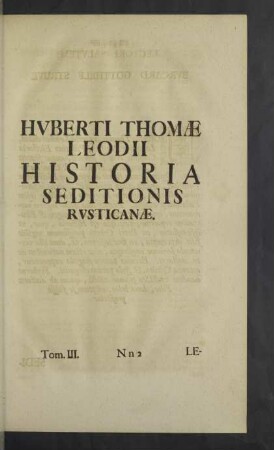 HVBERTI THOMÆ
LEODII
HISTORIA
SEDITIONIS
RVSTICANÆ.
Tom. III. Nn 2 LE-